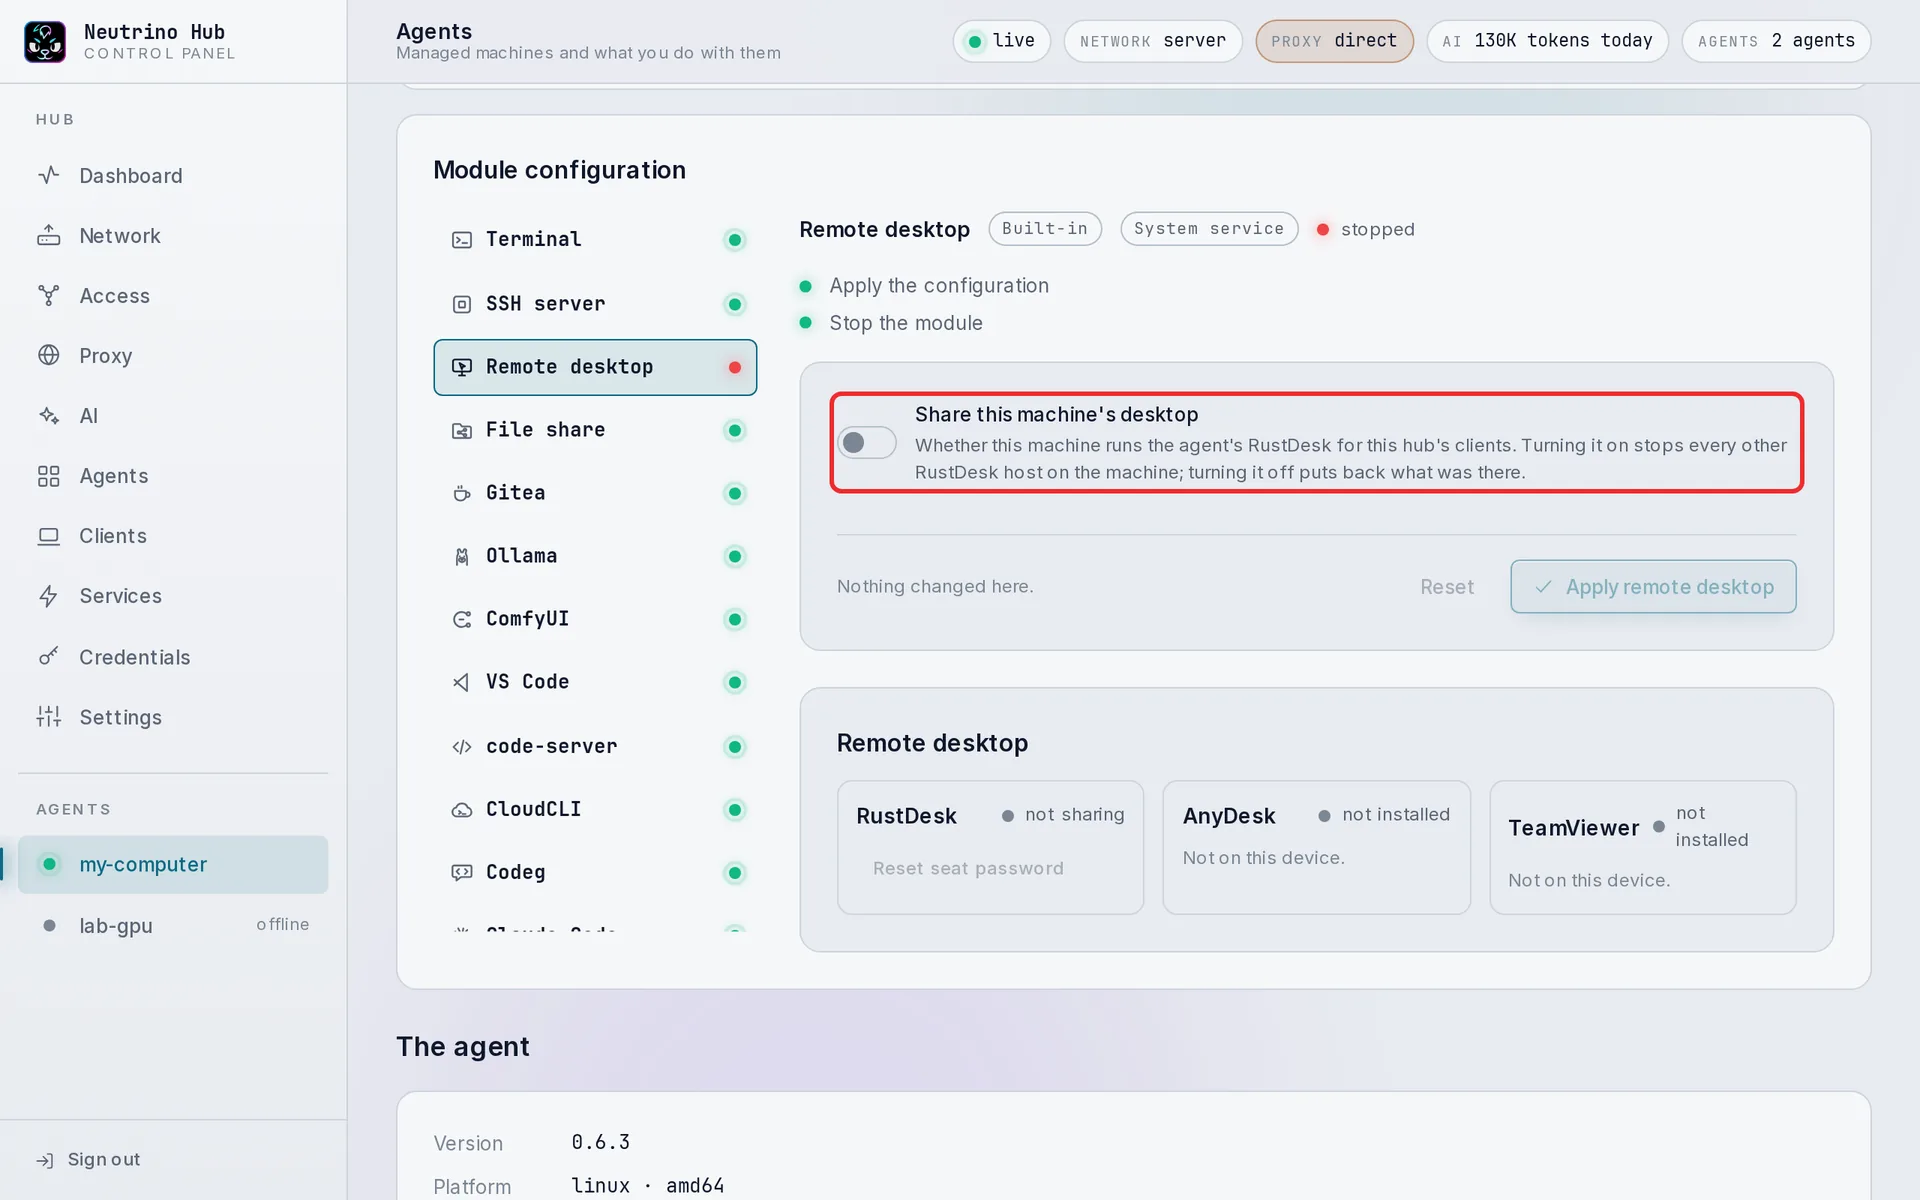 Neutrino Hub
CONTROL PANEL
Agents
Managed machines and what you do with them
live
NETWORK server
PROXY direct
AI 130K tokens today
AGENTS 2 agents
HUB
Dashboard
Network
Access
Proxy
AI
Agents
Clients
Services
Credentials
Settings
AGENTS
my-computer
lab-gpu offline
Sign out
Module configuration
Terminal
SSH server
Remote desktop
File share
Gitea
Ollama
ComfyUI
VS Code
code-server
CloudCLI
Codeg
Remote desktop Built-in System service stopped
Apply the configuration
Stop the module
Share this machine's desktop
Whether this machine runs the agent's RustDesk for this hub's clients. Turning it on stops every other
RustDesk host on the machine; turning it off puts back what was there.
Nothing changed here.
Reset
Apply remote desktop
Remote desktop
RustDesk not sharing
Reset seat password
AnyDesk not installed
Not on this device.
TeamViewer not
installed
Not on this device.
The agent
Version 0.6.3
Platform linux · amd64